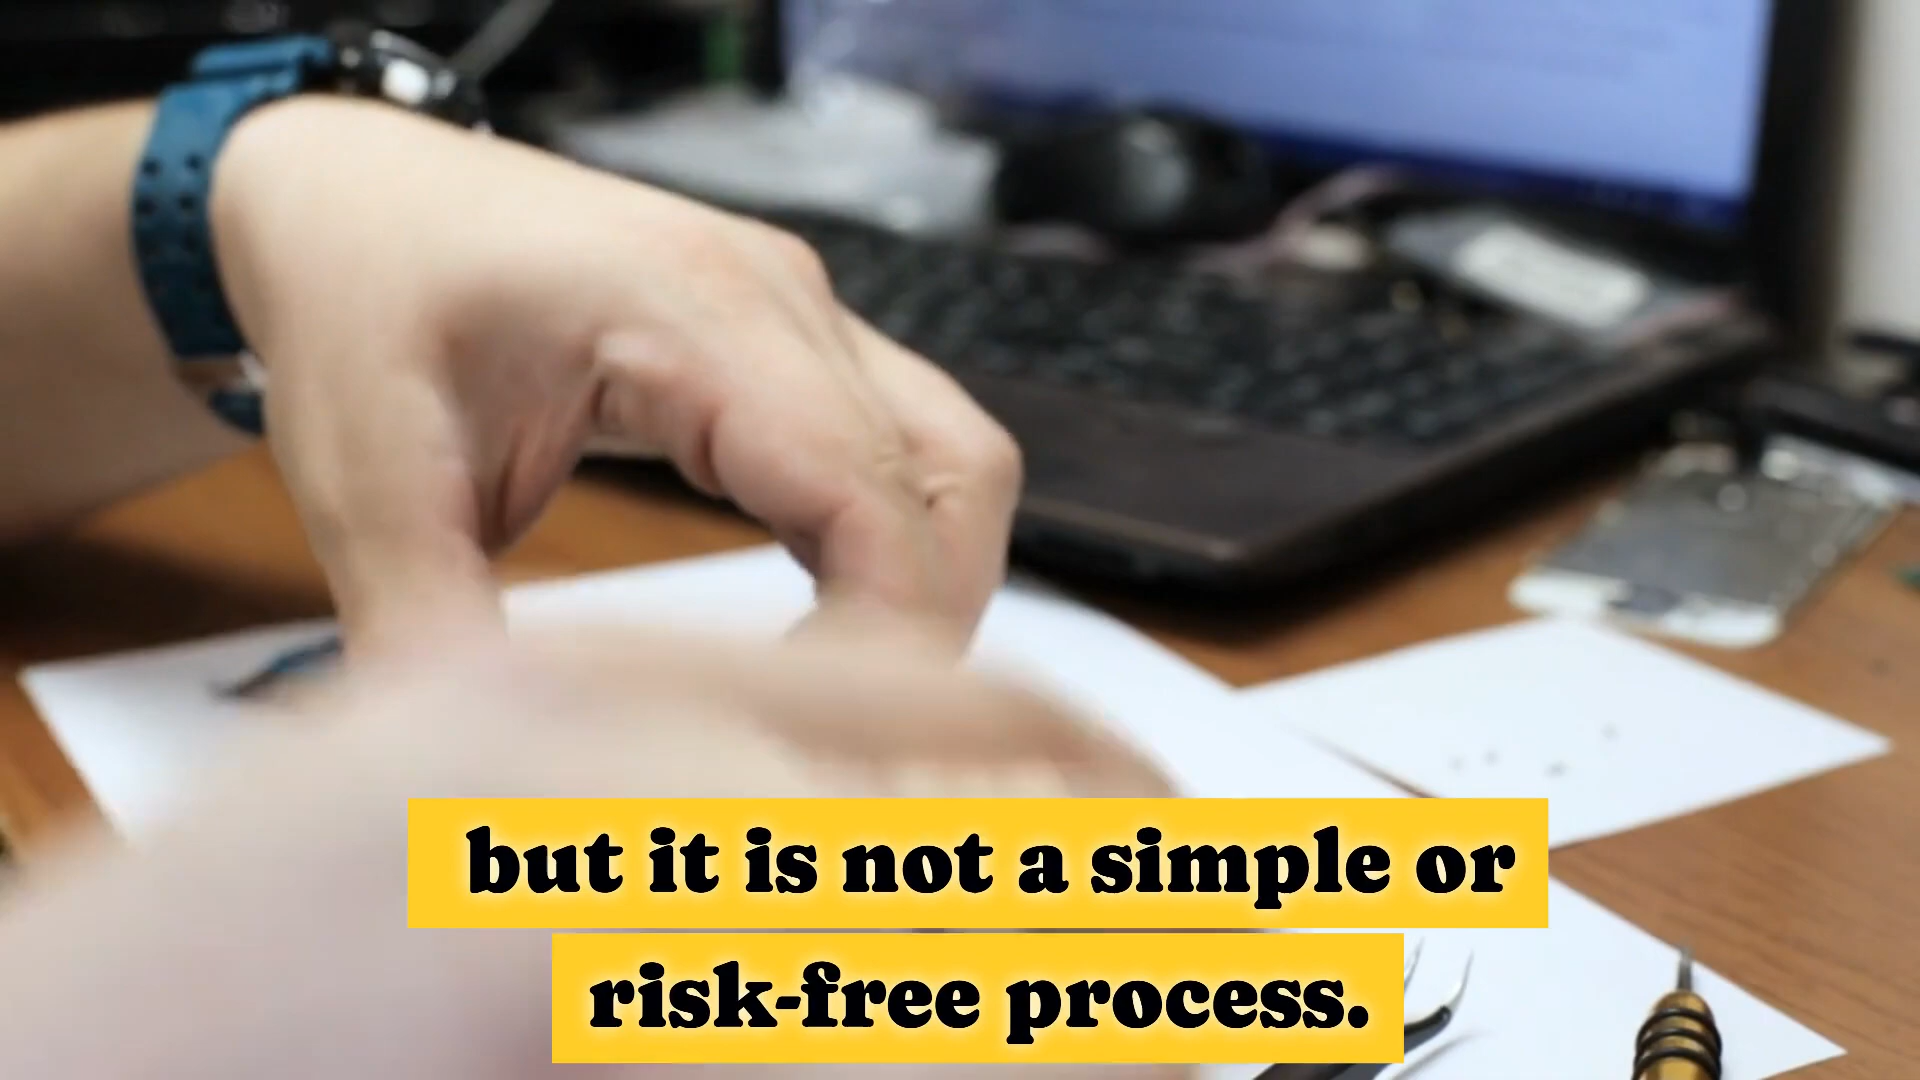 but it is not a simple or
risk-free process.